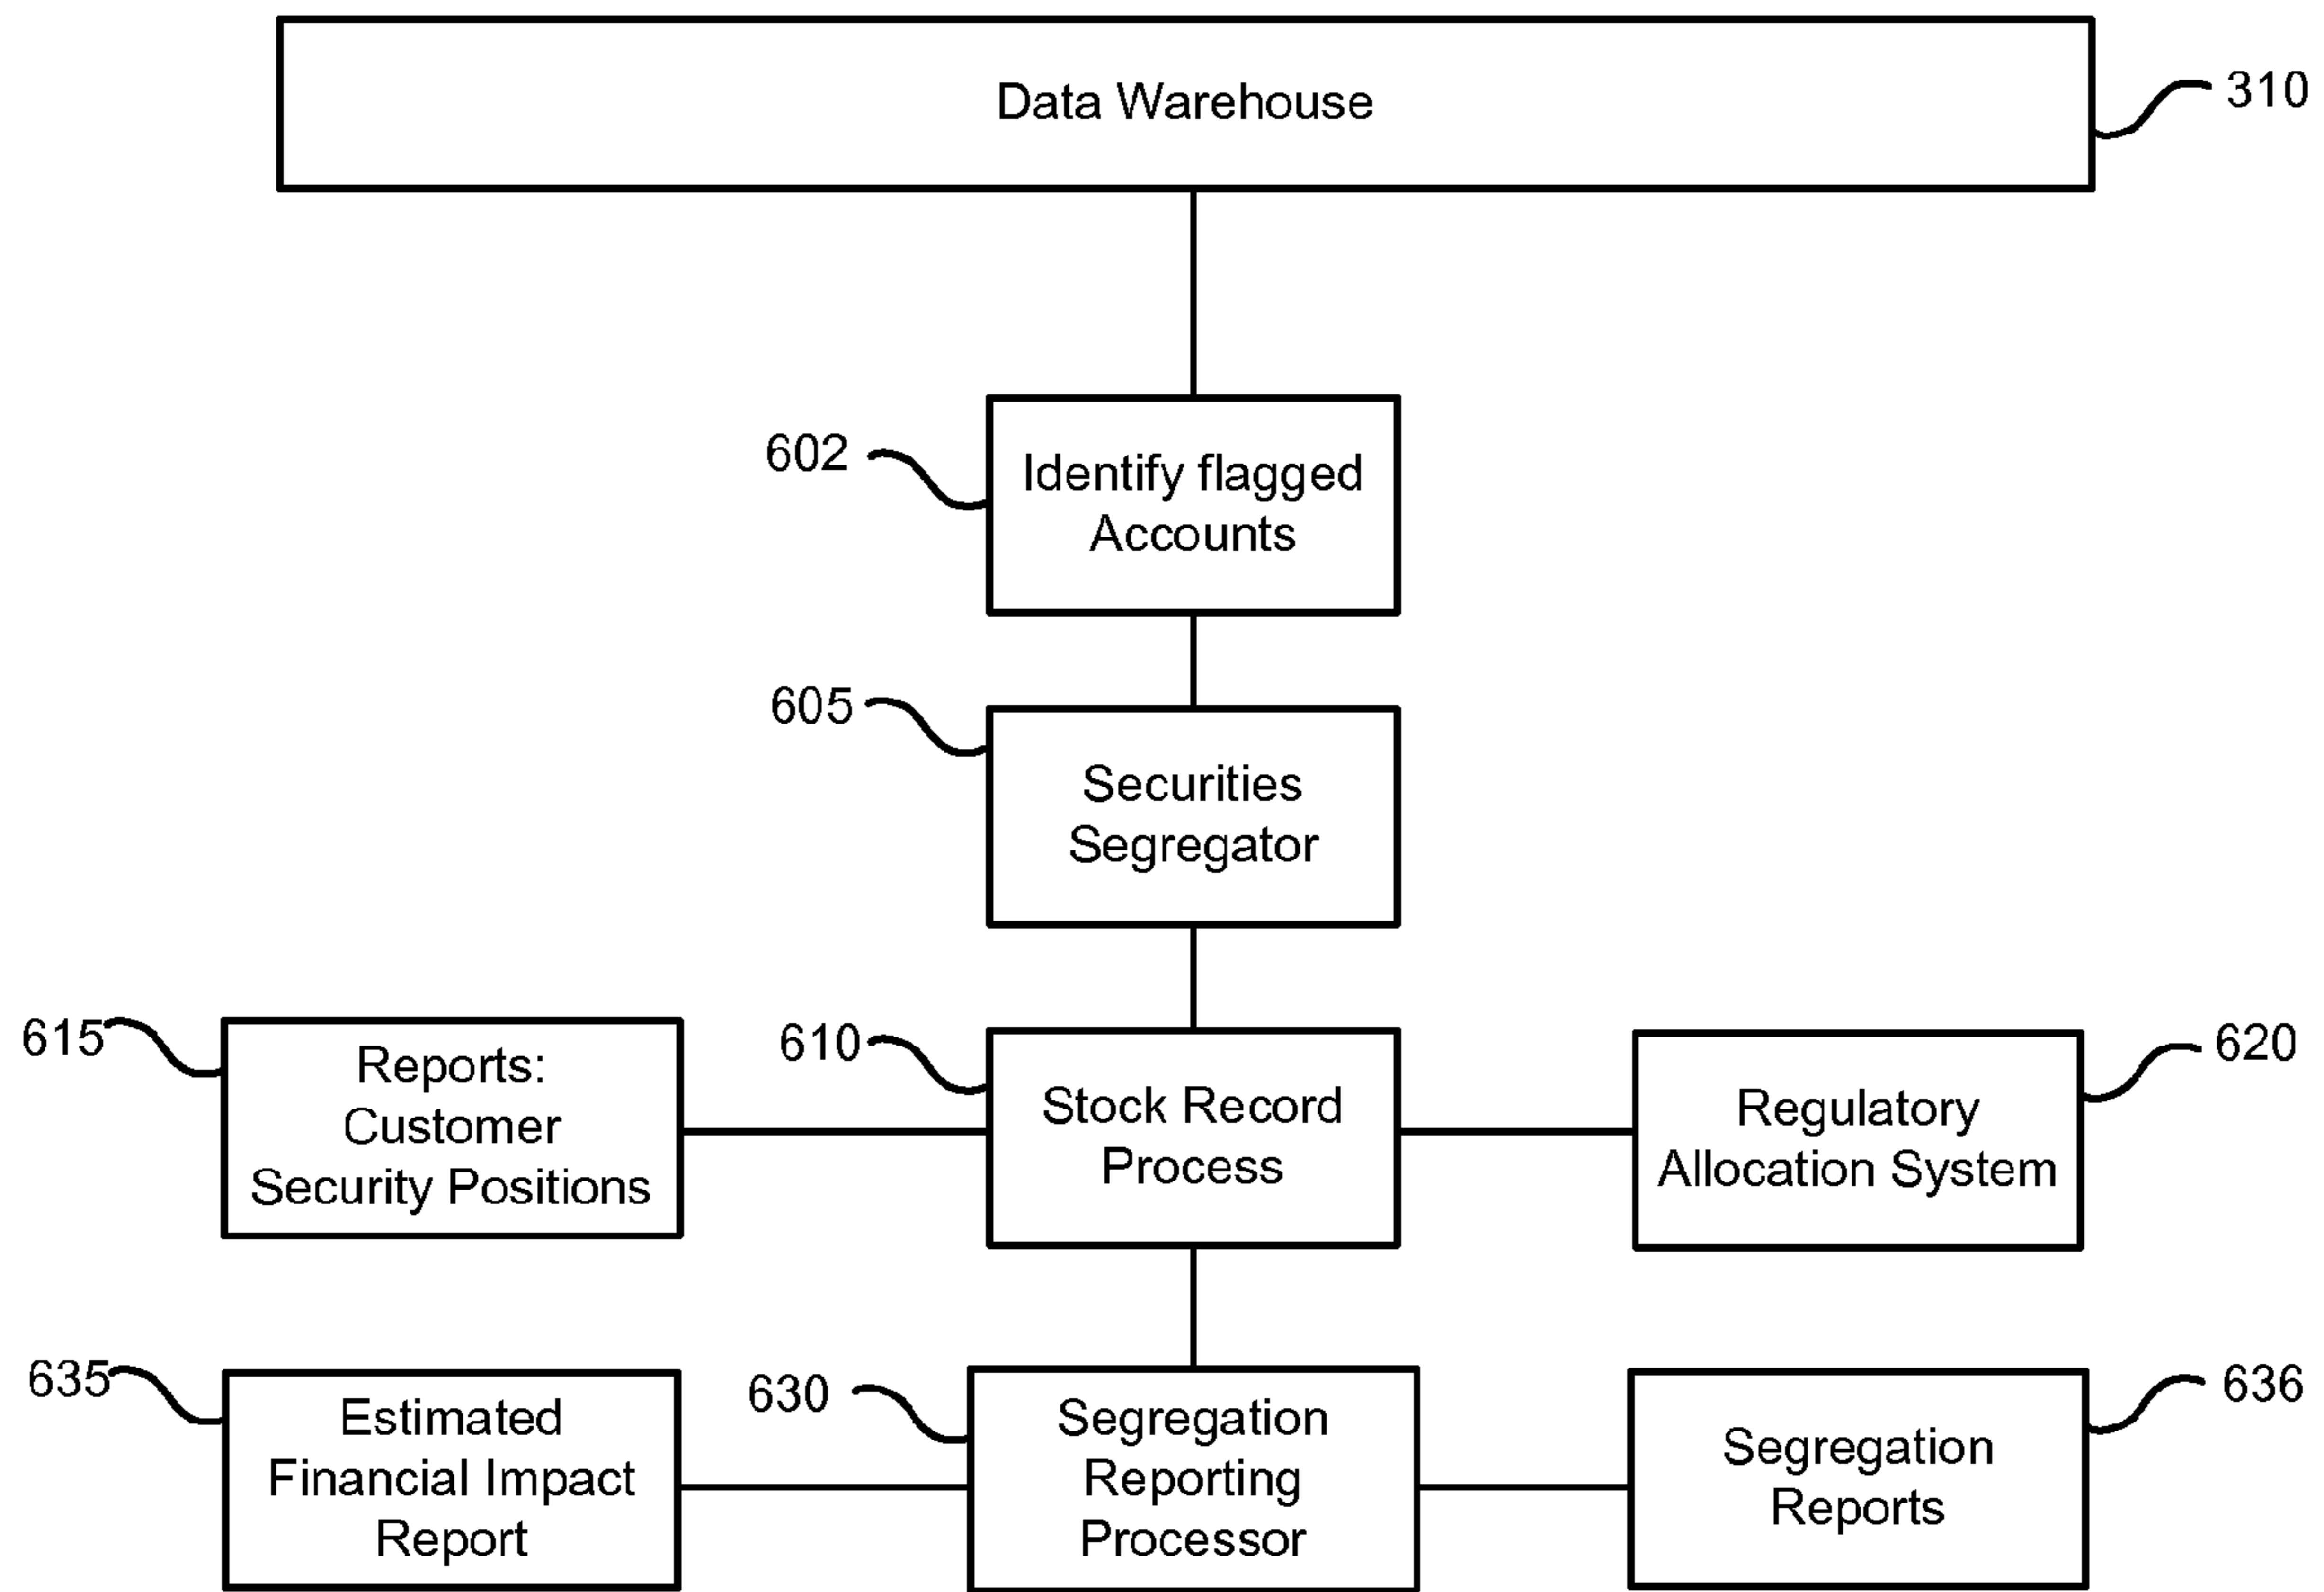 Data Warehouse
310
602
Identify flagged
Accounts
605
Securities
Segregator
615
Reports:
Customer
Security Positions
610
Stock Record
Process
620
Regulatory
Allocation System
635
Estimated
Financial Impact
Report
630
Segregation
Reporting
Processor
636
Segregation
Reports